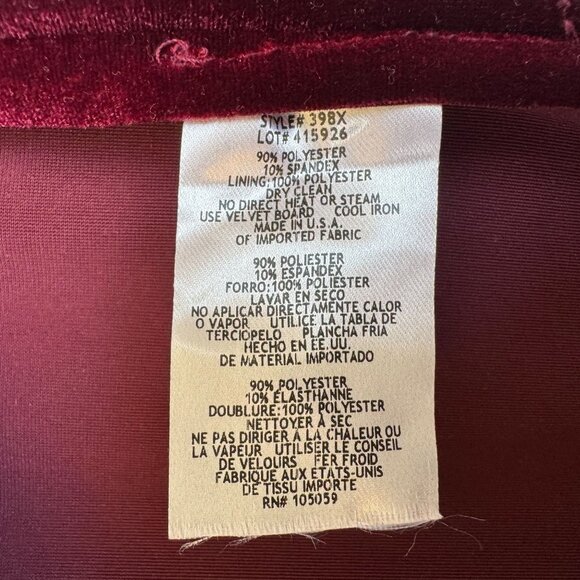 STYLE# 398X
LOT# 415926
90% POLYESTER
10% SPANDEX
LINING:100% POLYESTER
DRY CLEAN
NO DIRECT HEAT OR STEAM
USE VELVET BOARD COOL IRON
MADE IN U.S.A.
OF IMPORTED FABRIC
90% POLIESTER
10% ESPANDEX
FORRO:100% POLIESTER
LAVAR EN SECO
NO APLICAR DIRECTAMENTE CALOR
O VAPOR UTILICE LA TABLA DE
TERCIOPELO PLANCHA FRIA
HECHO EN EE.UU.
DE MATERIAL IMPORTADO
90% POLYESTER
10% ELASTHANNE
DOUBLURE:100% POLYESTER
NETTOYER À SEC
NE PAS DIRIGER À LA CHALEUR OU
LA VAPEUR UTILISER LE CONSEIL
DE VELOURS FER FROID
FABRIQUE AUX ETATS-UNIS
DE TISSU IMPORTE
RN# 105059